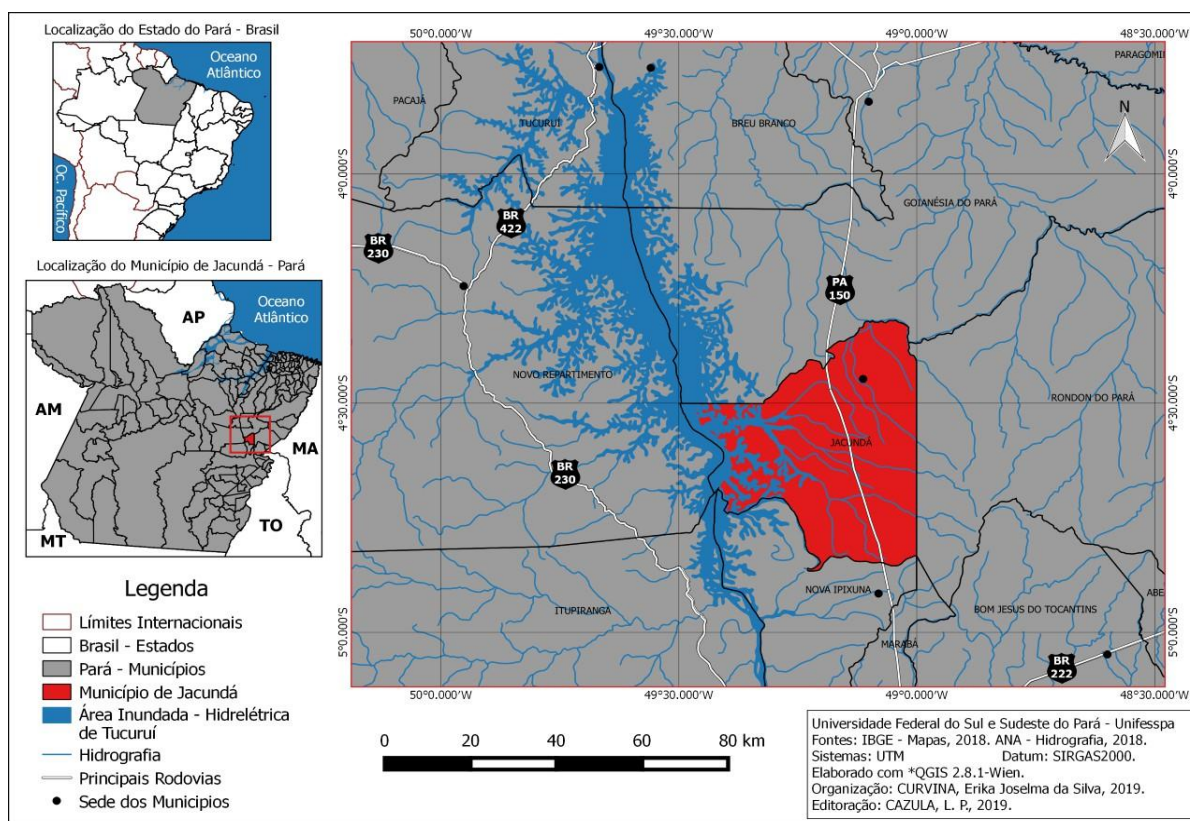 Localização do Estado do Pará - Brasil
Oceano
Atlântico
Oc. Pacífico
Localização do Município de Jacundá - Pará
Oceano
Atlântico
AP
AM
MA
MT
TO
Legenda
Límites Internacionais
Brasil - Estados
Pará - Municípios
Município de Jacundá
Área Inundada - Hidrelétrica
de Tucuruí
Hidrografia
Principais Rodovias
Sede dos Municipios
50°0.000'W
49°30.000'W
49°0.000'W
48°30.000'W
4°0.000'S
4°30.000'S
5°0.000'S
4°0.000'S
4°30.000'S
5°0.000'S
50°0.000'W
49°30.000'W
49°0.000'W
48°30.000'W
PARAGOMI
PACAJÁ
TUCURUÍ
BREU BRANCO
N
GOIANÉSIA DO PARÁ
BR
422
BR
230
PA
150
NOVO REPARTIMENTO
RONDON DO PARÁ
JACUNDÁ
BR
230
NOVA IPIXUNA
ITUPIRANGA
BOM JESUS DO TOCANTINS
ABE
MARABÁ
BR
222
0 20 40 60 80 km
Universidade Federal do Sul e Sudeste do Pará - Unifesspa
Fontes: IBGE - Mapas, 2018. ANA - Hidrografia, 2018.
Sistemas: UTM Datum: SIRGAS2000.
Elaborado com *QGIS 2.8.1-Wien.
Organização: CURVINA, Erika Joselma da Silva, 2019.
Editoração: CAZULA, L. P., 2019.